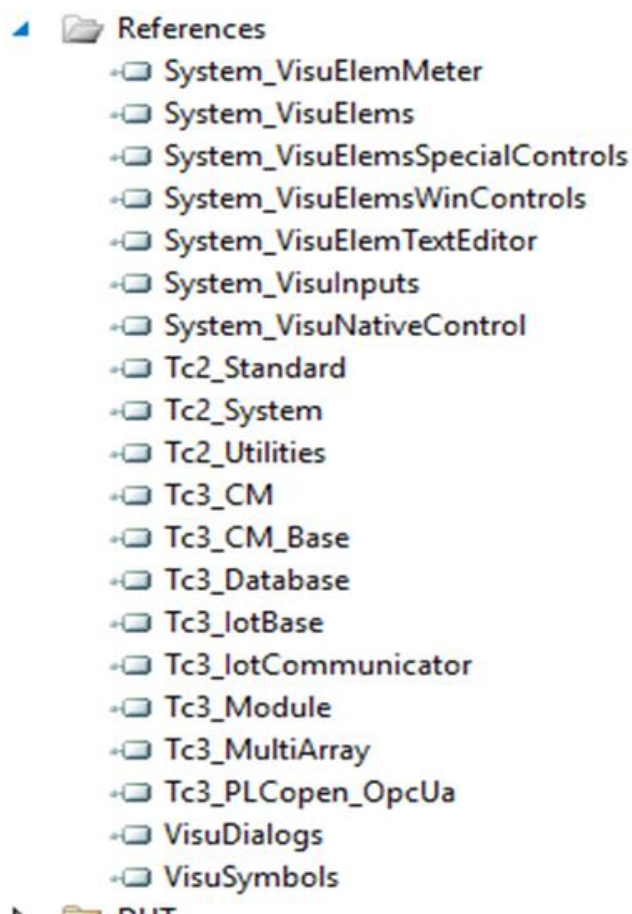 References
System_VisuElemMeter
System_VisuElems
System_VisuElemsSpecialControls
System_VisuElemsWinControls
System_VisuElemTextEditor
System_VisuInputs
System_VisuNativeControl
Tc2_Standard
Tc2_System
Tc2_Utilities
Tc3_CM
Tc3_CM_Base
Tc3_Database
Tc3_IotBase
Tc3_IotCommunicator
Tc3_Module
Tc3_MultiArray
Tc3_PLCopen_OpcUa
VisuDialogs
VisuSymbols